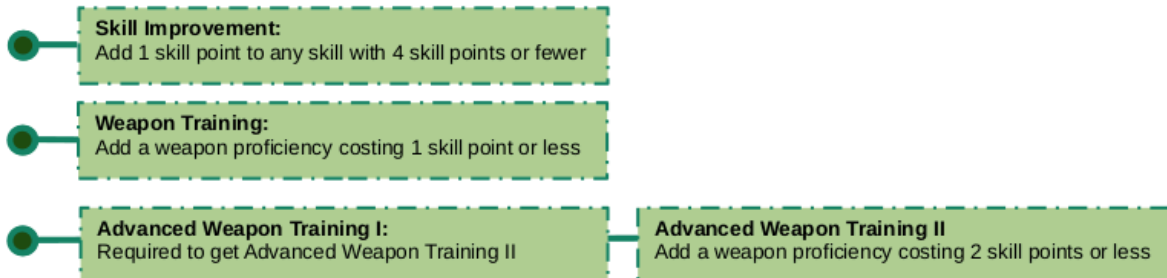 Skill Improvement:
Add 1 skill point to any skill with 4 skill points or fewer
Weapon Training:
Add a weapon proficiency costing 1 skill point or less
Advanced Weapon Training I:
Required to get Advanced Weapon Training II
Advanced Weapon Training II
Add a weapon proficiency costing 2 skill points or less